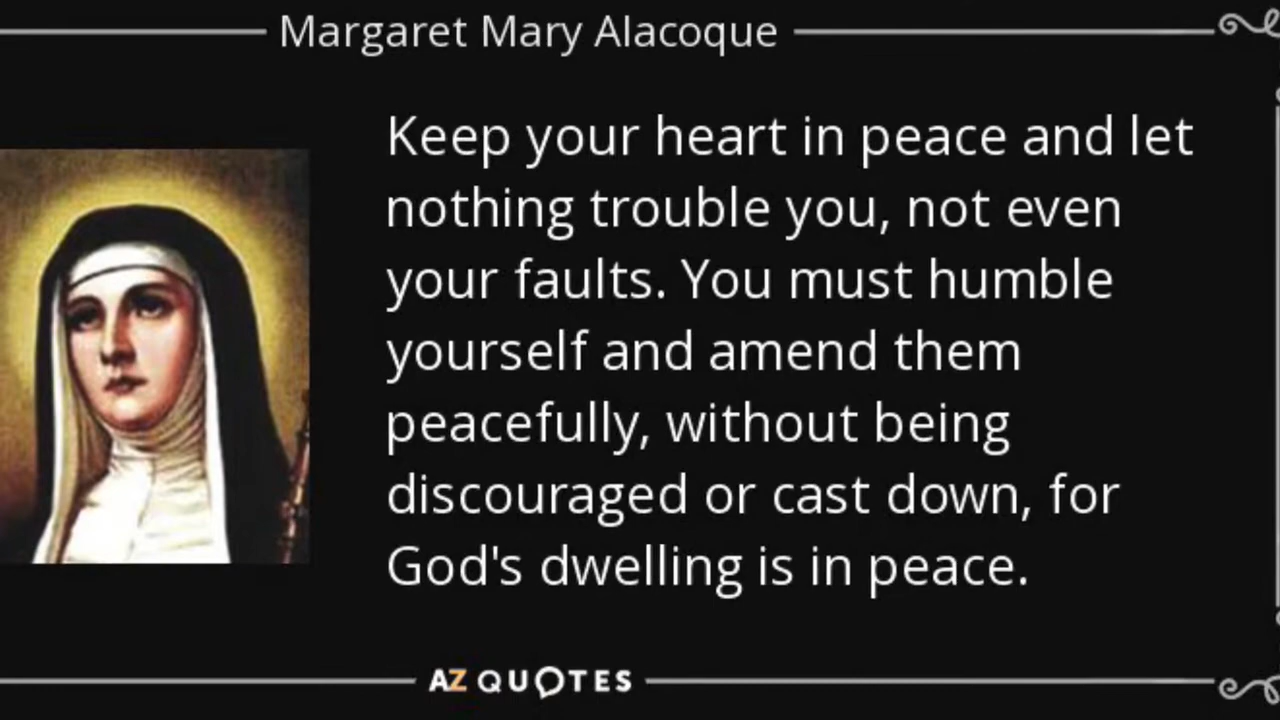 Margaret Mary Alacoque
Keep your heart in peace and let
nothing trouble you, not even
your faults. You must humble
yourself and amend them
peacefully, without being
discouraged or cast down, for
God's dwelling is in peace.
AZ QUOTES